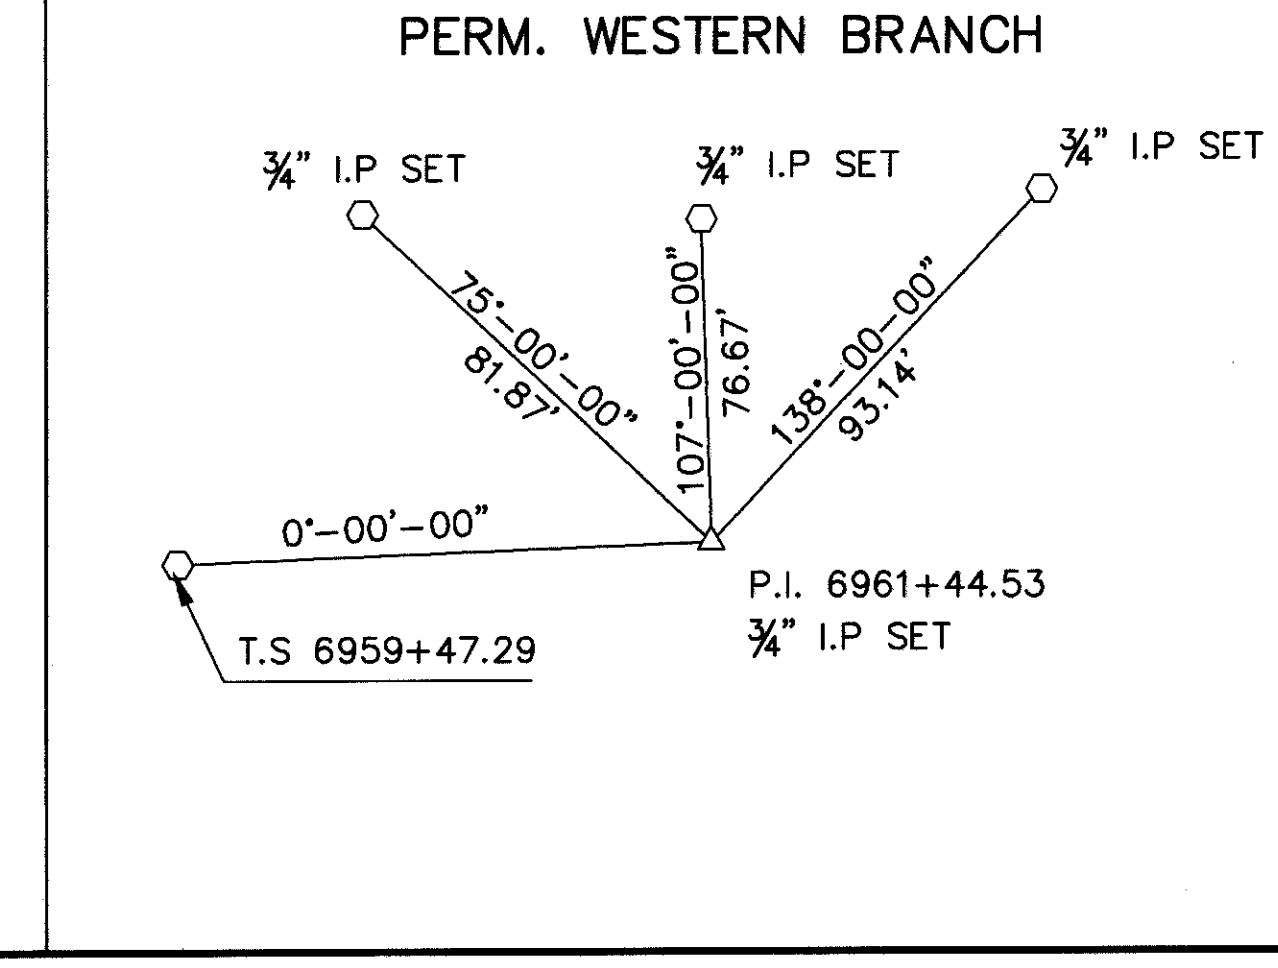 PERM. WESTERN BRANCH
¾" I.P SET
¾" I.P SET
¾" I.P SET
75°-00'-00"
81.87'
107°-00'-00"
76.67'
138°-00-00"
93.14'
0°-00'-00"
P.I. 6961+44.53
¾" I.P SET
T.S 6959+47.29